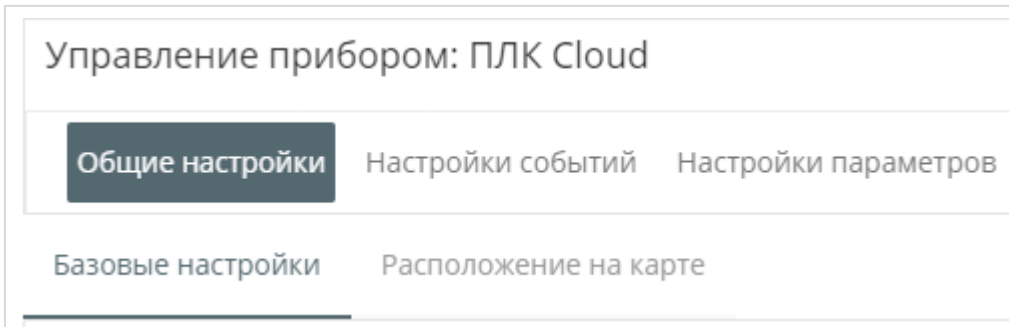 Управление прибором: ПЛК Cloud
Общие настройки Настройки событий Настройки параметров
Базовые настройки Расположение на карте